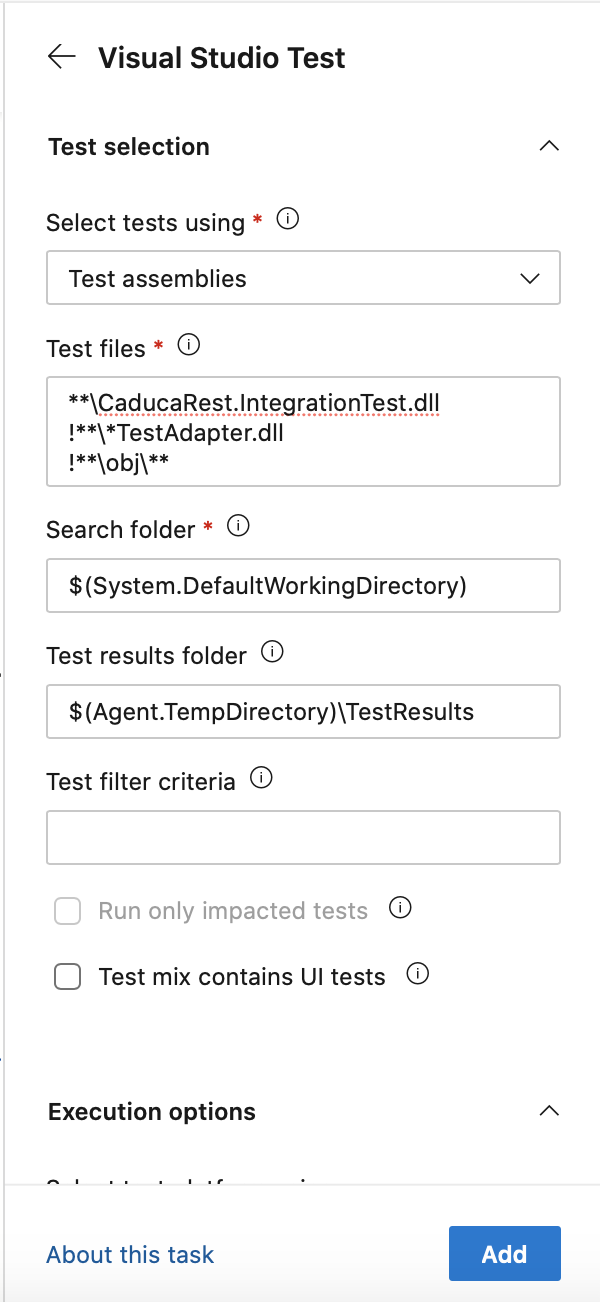 Visual Studio Test
Test selection
Select tests using *
Test assemblies
Test files *
**\CaducaRest.IntegrationTest.dll
!**\*TestAdapter.dll
!**\obj\**
Search folder *
$(System.DefaultWorkingDirectory)
Test results folder
$(Agent.TempDirectory)\TestResults
Test filter criteria
Run only impacted tests
Test mix contains UI tests
Execution options
About this task
Add